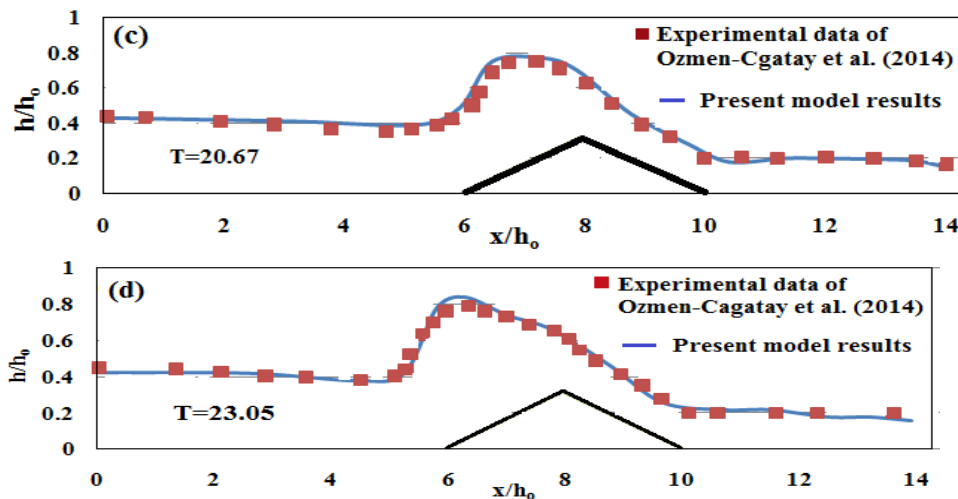 1
(c)
Experimental data of
Ozmen-Cgatay et al. (2014)
0.8
0.6
h/ho
Present model results
0.4
0.2
T=20.67
0
0 2 4 6 8 10 12 14
x/ho
1
(d)
Experimental data of
Ozmen-Cagatay et al. (2014)
0.8
0.6
h/ho
Present model results
0.4
0.2
T=23.05
0
0 2 4 6 8 10 12 14
x/ho